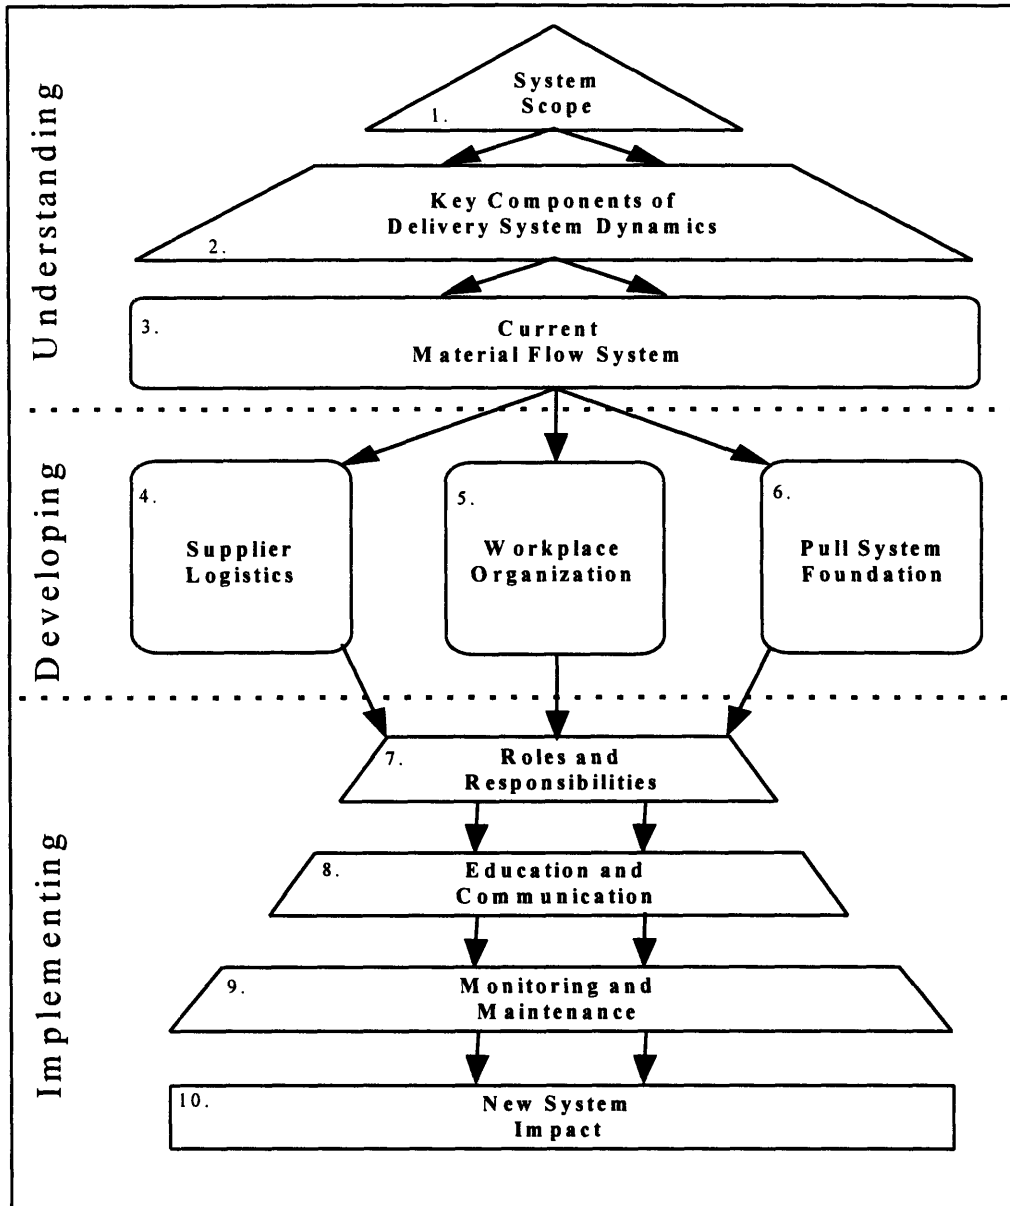 Understanding
System
Scope
1.
Key Components of
Delivery System Dynamics
2.
3.
Current
Material Flow System
Developing
4.
Supplier
Logistics
5.
Workplace
Organization
6.
Pull System
Foundation
Implementing
7.
Roles and
Responsibilities
8.
Education and
Communication
9.
Monitoring and
Maintenance
10.
New System
Impact